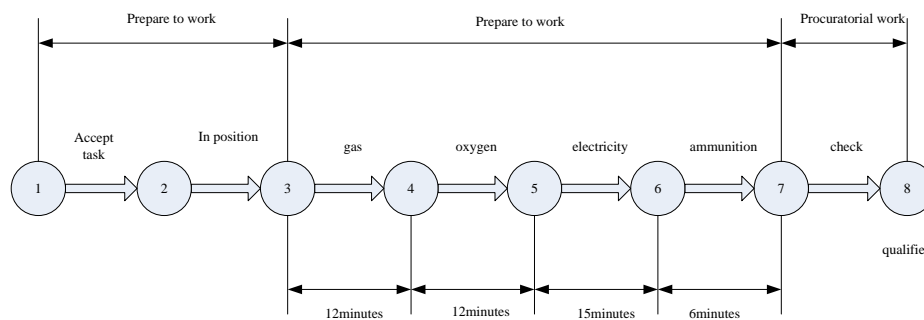 Prepare to work
Prepare to work
Procuratorial work
Accept
task
In position
gas
oxygen
electricity
ammunition
check
1
2
3
4
5
6
7
8
qualifie
12minutes
12minutes
15minutes
6minutes